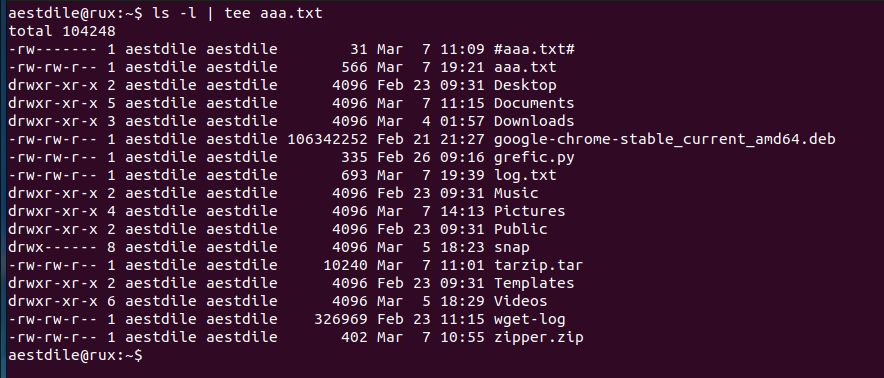 aestdile@rux:~$ ls -l | tee aaa.txt
total 104248
-rw------- 1 aestdile aestdile        31 Mar  7 11:09 #aaa.txt#
-rw-rw-r-- 1 aestdile aestdile       566 Mar  7 19:21 aaa.txt
drwxr-xr-x 2 aestdile aestdile      4096 Feb 23 09:31 Desktop
drwxr-xr-x 5 aestdile aestdile      4096 Mar  7 11:15 Documents
drwxr-xr-x 3 aestdile aestdile      4096 Mar  4 01:57 Downloads
-rw-rw-r-- 1 aestdile aestdile 106342252 Feb 21 21:27 google-chrome-stable_current_amd64.deb
-rw-rw-r-- 1 aestdile aestdile       335 Feb 26 09:16 grefic.py
-rw-rw-r-- 1 aestdile aestdile       693 Mar  7 19:39 log.txt
drwxr-xr-x 2 aestdile aestdile      4096 Feb 23 09:31 Music
drwxr-xr-x 4 aestdile aestdile      4096 Mar  7 14:13 Pictures
drwxr-xr-x 2 aestdile aestdile      4096 Feb 23 09:31 Public
drwx------ 8 aestdile aestdile      4096 Mar  5 18:23 snap
-rw-rw-r-- 1 aestdile aestdile     10240 Mar  7 11:01 tarzip.tar
drwxr-xr-x 2 aestdile aestdile      4096 Feb 23 09:31 Templates
drwxr-xr-x 6 aestdile aestdile      4096 Mar  5 18:29 Videos
-rw-rw-r-- 1 aestdile aestdile    326969 Feb 23 11:15 wget-log
-rw-rw-r-- 1 aestdile aestdile       402 Mar  7 10:55 zipper.zip
aestdile@rux:~$